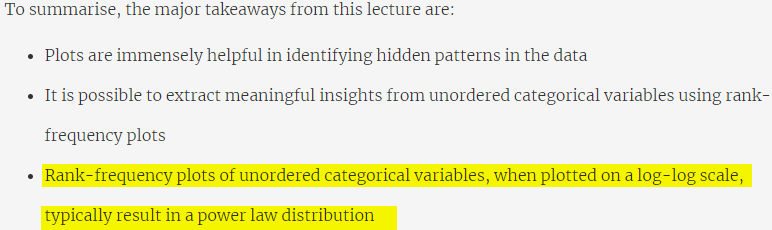 To summarise, the major takeaways from this lecture are:
• Plots are immensely helpful in identifying hidden patterns in the data
• It is possible to extract meaningful insights from unordered categorical variables using rank-
frequency plots
• Rank-frequency plots of unordered categorical variables, when plotted on a log-log scale,
typically result in a power law distribution